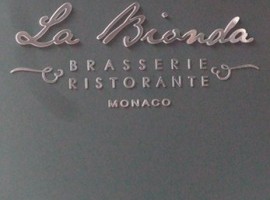 La Bionda
BRASSERIE
RISTORANTE
MONACO